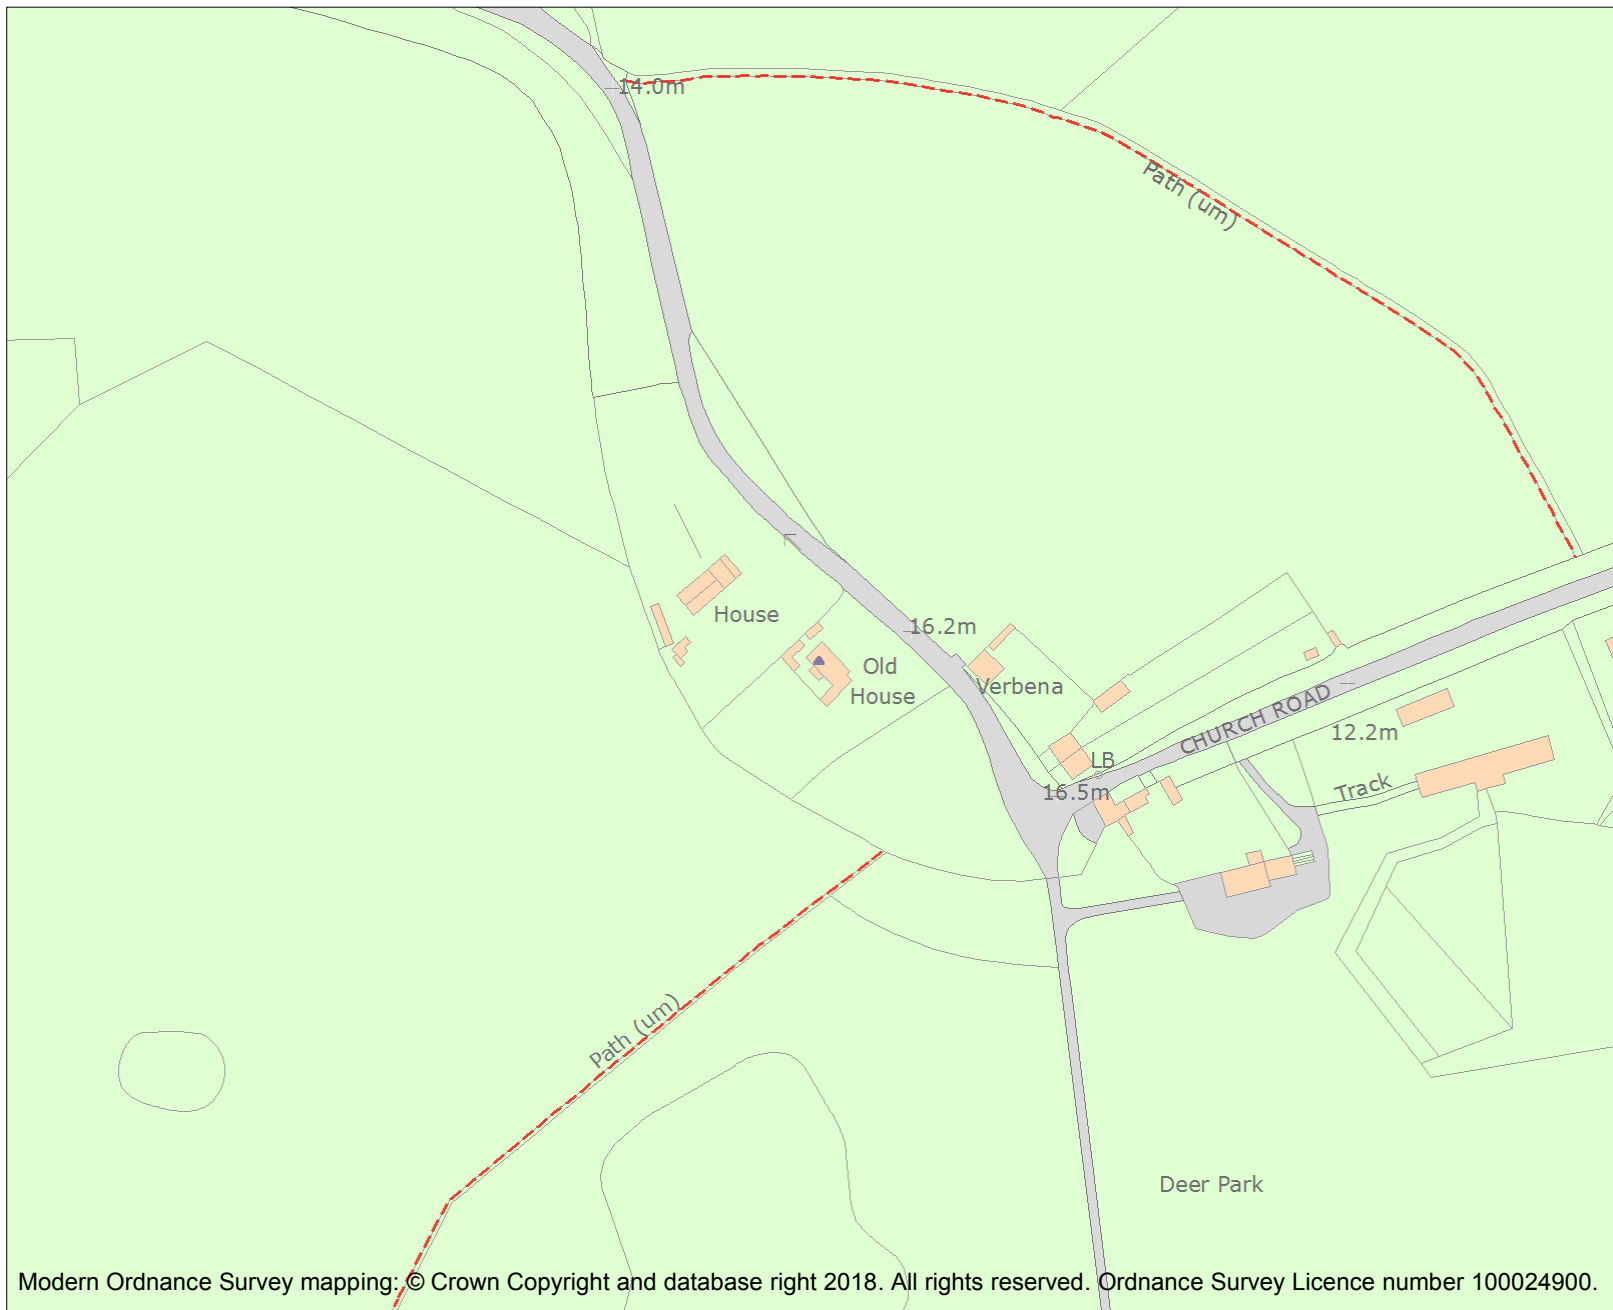 14.0m
Path (um)
House
16.2m
Old
House
Verbena
CHURCH ROAD
12.2m
LB
16.5m
Track
Path (um)
Deer Park
Modern Ordnance Survey mapping: © Crown Copyright and database right 2018. All rights reserved. Ordnance Survey Licence number 100024900.